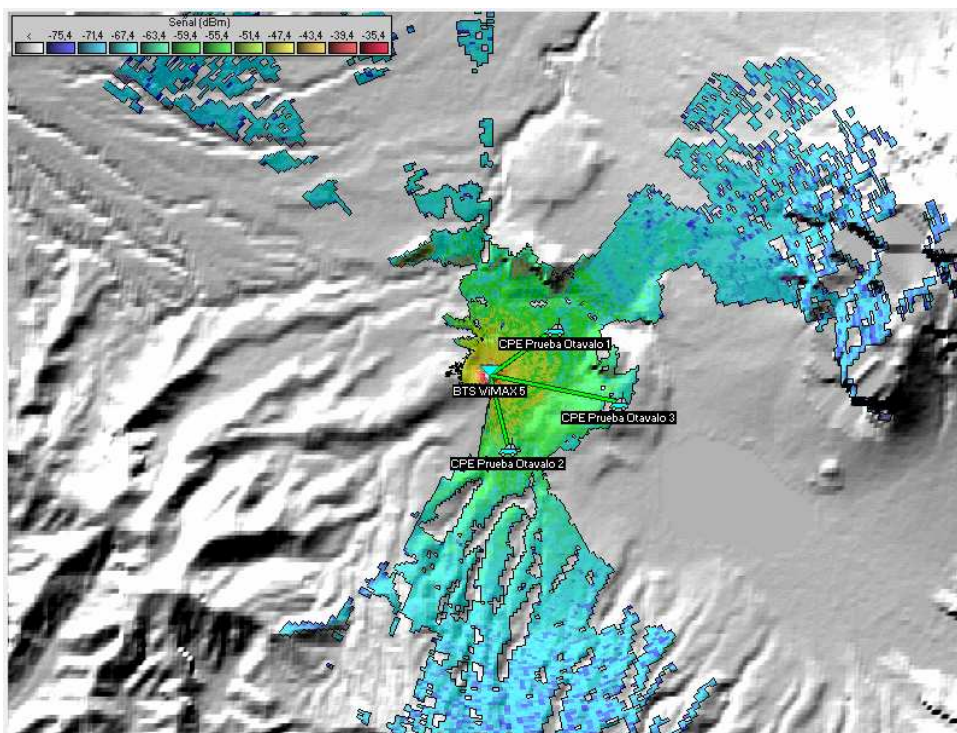 Señal (dBm)
< -75,4 -71,4 -67,4 -63,4 -59,4 -55,4 -51,4 -47,4 -43,4 -39,4 -35,4
CPE Prueba Otavalo 1
BTS WiMAX 5
CPE Prueba Otavalo 3
CPE Prueba Otavalo 2